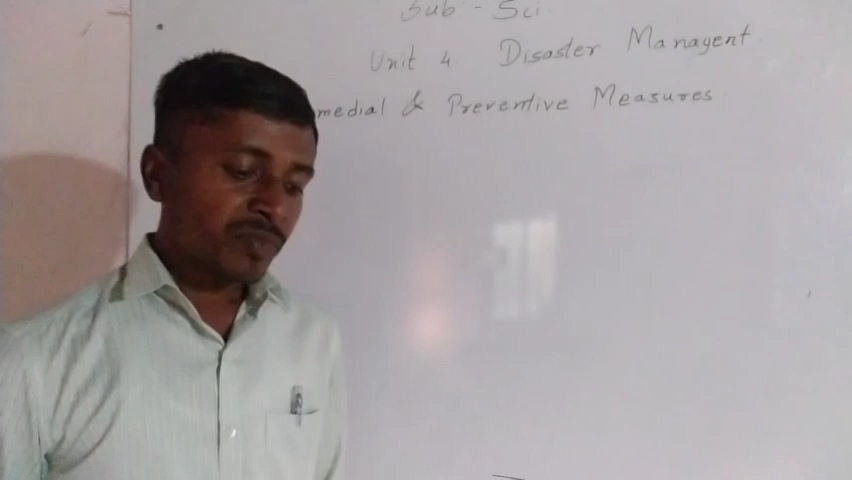 Sub - Sci.
Unit 4. Disaster Managent
medial & Preventive Measures